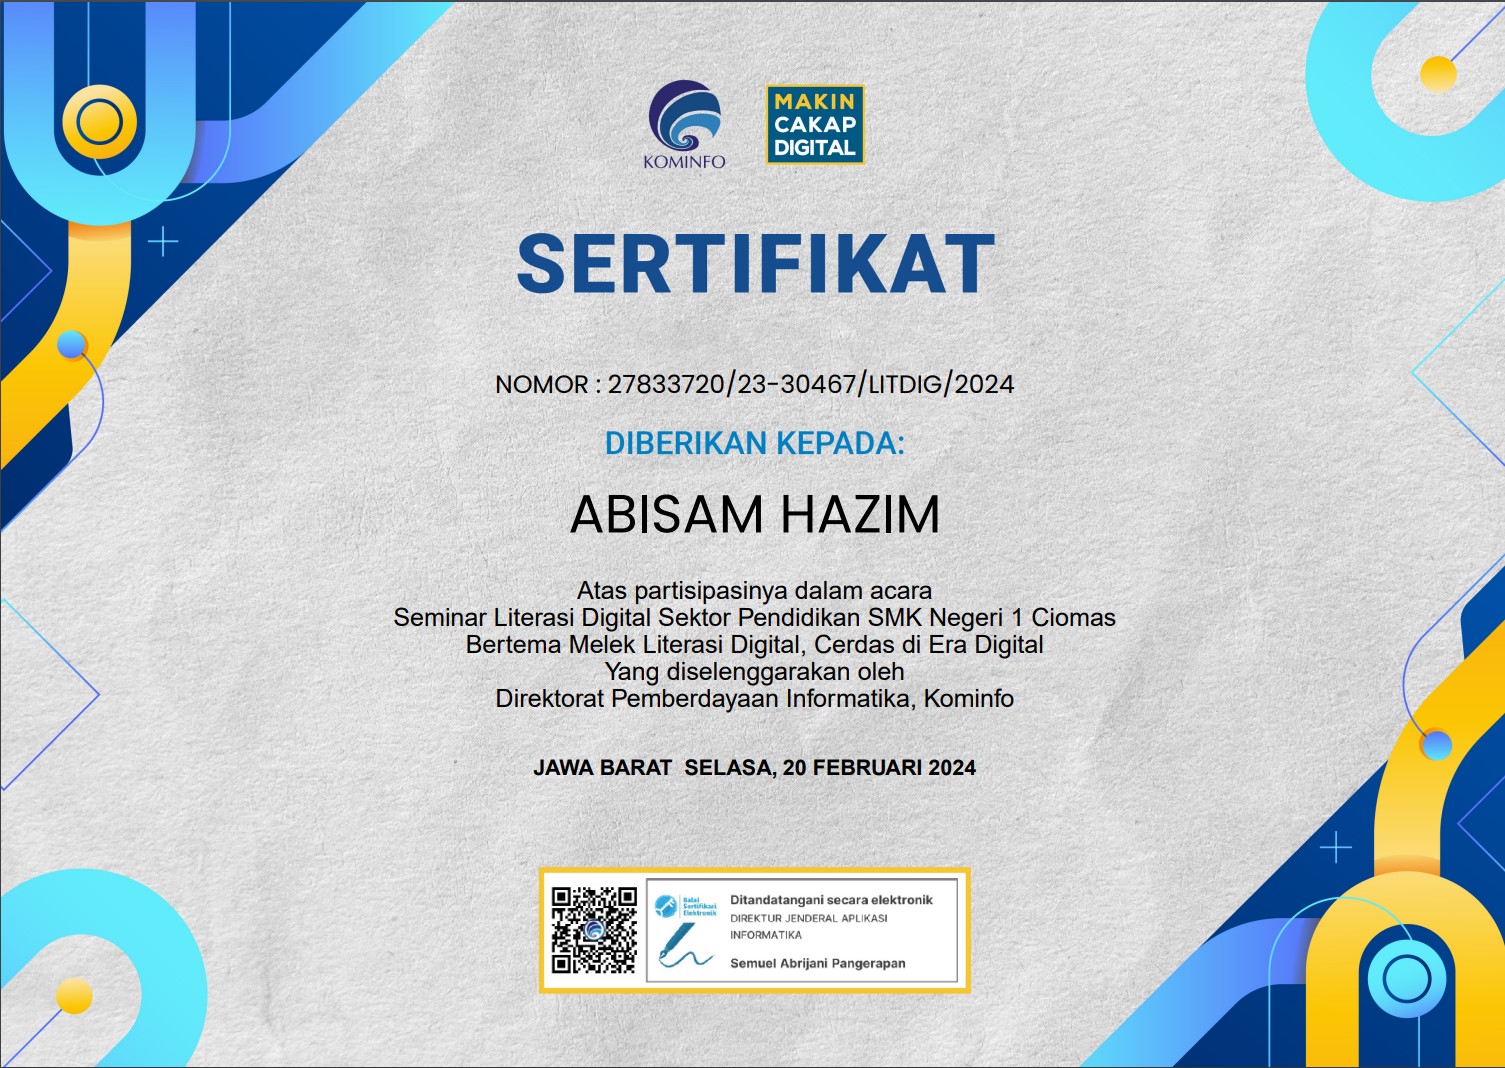 KOMINFO
MAKIN
CAKAP
DIGITAL
SERTIFIKAT
NOMOR : 27833720/23-30467/LITDIG/2024
DIBERIKAN KEPADA:
ABISAM HAZIM
Atas partisipasinya dalam acara
Seminar Literasi Digital Sektor Pendidikan SMK Negeri 1 Ciomas
Bertema Melek Literasi Digital, Cerdas di Era Digital
Yang diselenggarakan oleh
Direktorat Pemberdayaan Informatika, Kominfo
JAWA BARAT  SELASA, 20 FEBRUARI 2024
Balai
Sertifikasi
Elektronik
Ditandatangani secara elektronik
DIREKTUR JENDERAL APLIKASI
INFORMATIKA
Semuel Abrijani Pangerapan